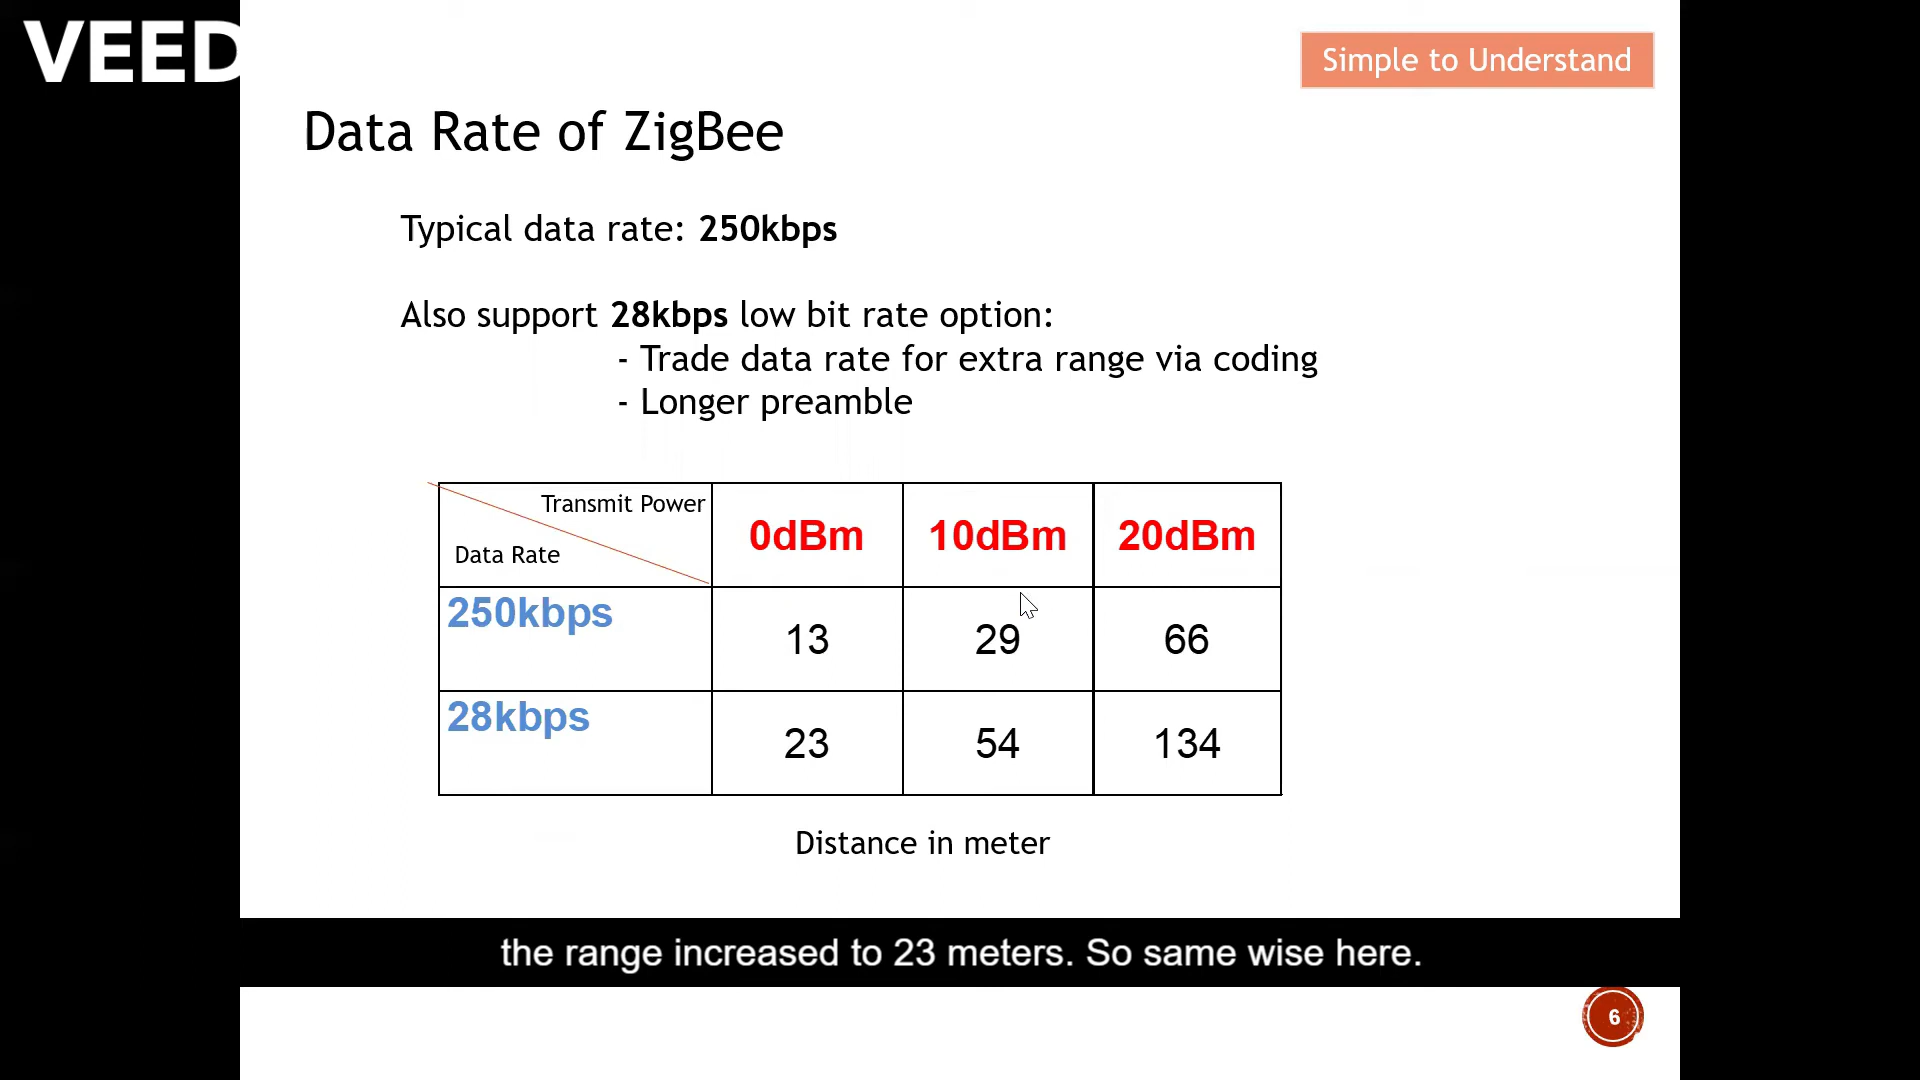 VEED
Simple to Understand
Data Rate of ZigBee
Typical data rate: 250kbps
Also support 28kbps low bit rate option:
- Trade data rate for extra range via coding
- Longer preamble
Transmit Power
Data Rate
0dBm 10dBm 20dBm
250kbps 13 29 66
28kbps 23 54 134
Distance in meter
the range increased to 23 meters. So same wise here.
6